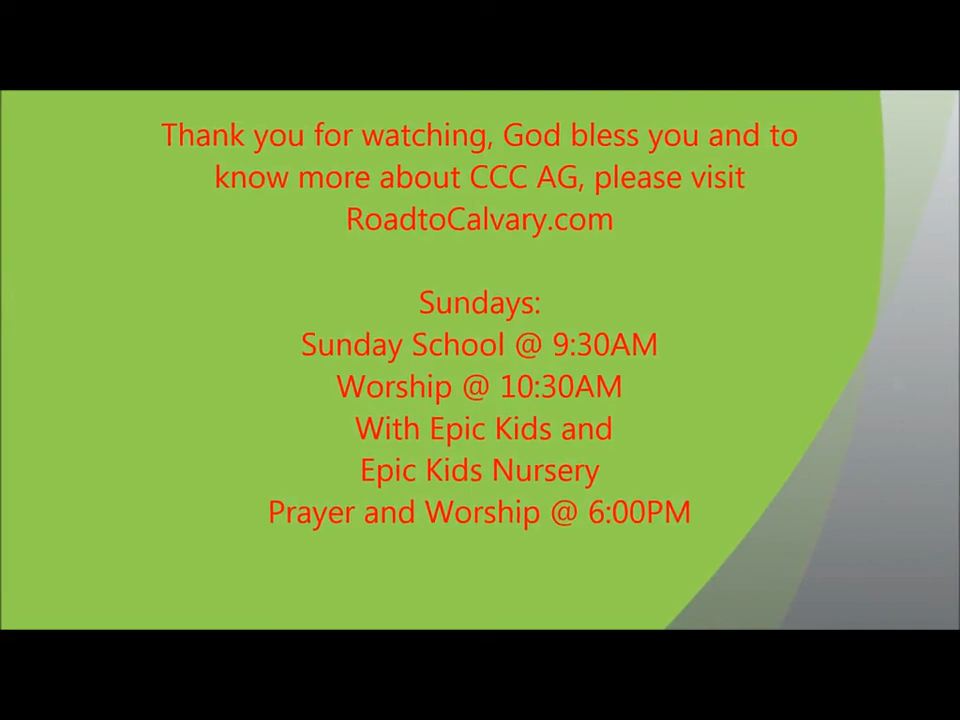 Thank you for watching, God bless you and to
know more about CCC AG, please visit
RoadtoCalvary.com
Sundays:
Sunday School @ 9:30AM
Worship @ 10:30AM
With Epic Kids and
Epic Kids Nursery
Prayer and Worship @ 6:00PM